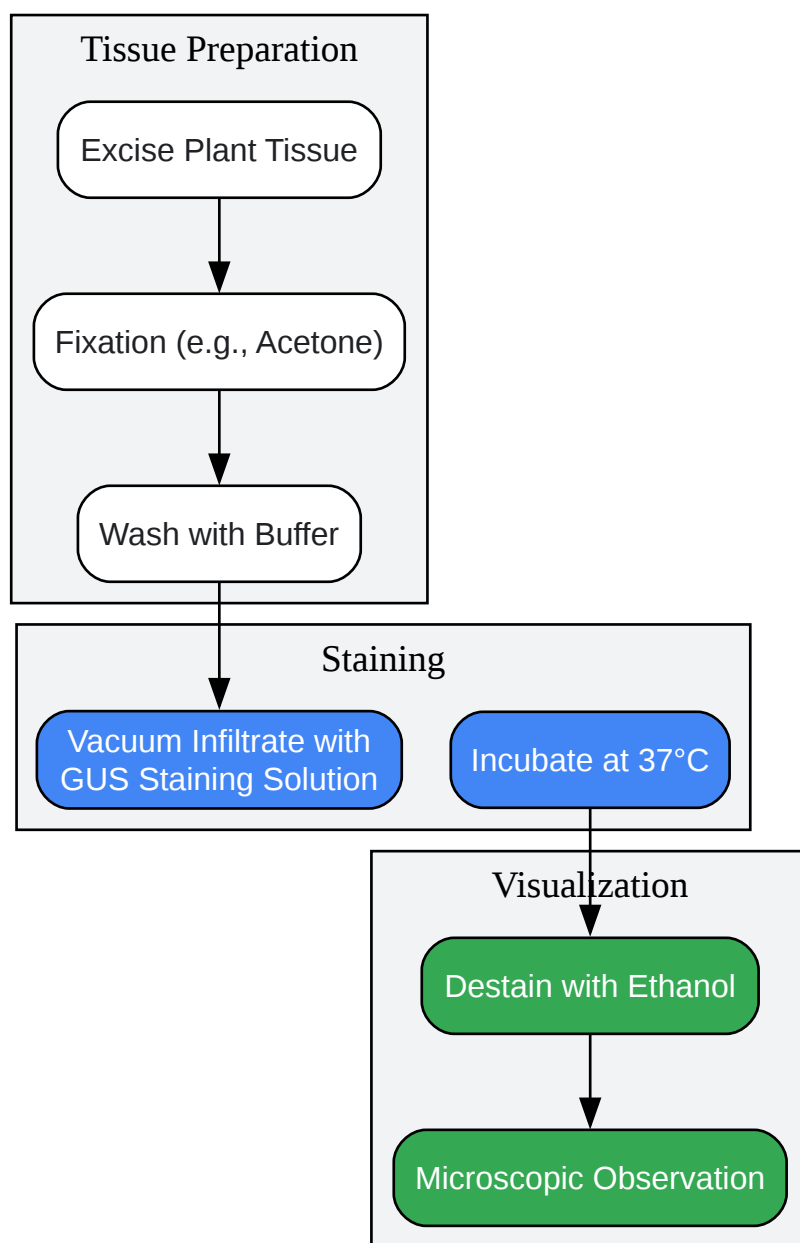 Tissue Preparation
Excise Plant Tissue
Fixation (e.g., Acetone)
Wash with Buffer
Staining
Vacuum Infiltrate with
GUS Staining Solution
Incubate at 37°C
Visualization
Destain with Ethanol
Microscopic Observation